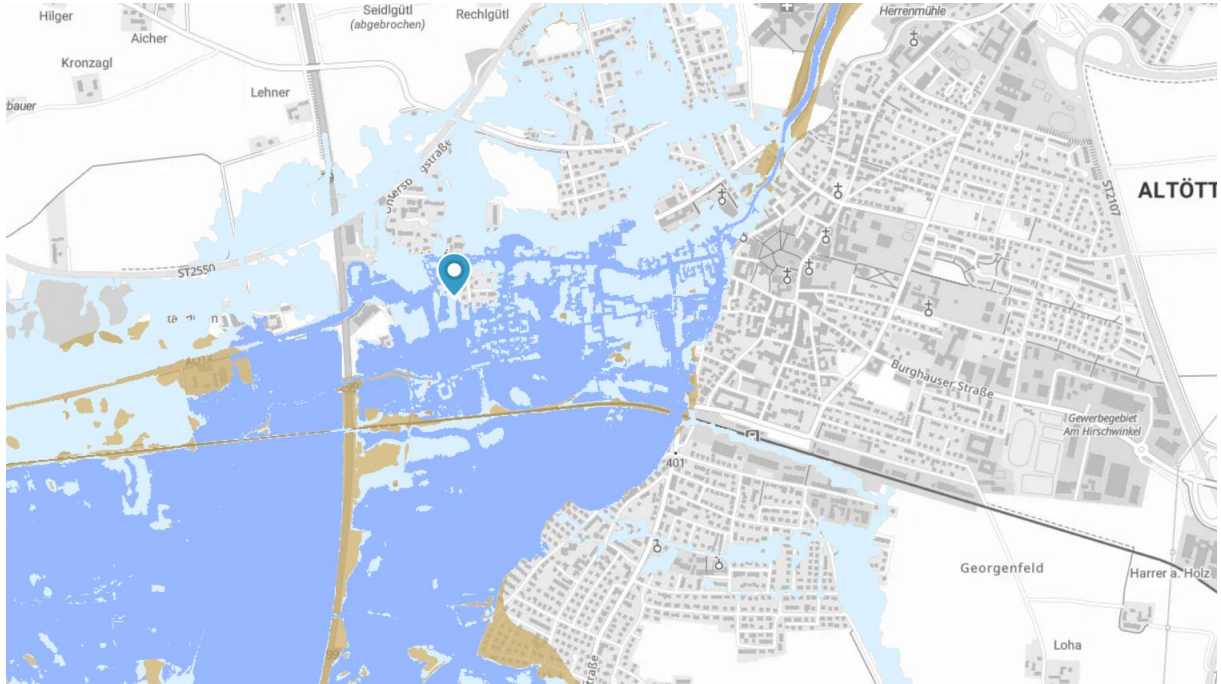 Hilger
Seidlgütl
(abgebrochen)
Rechlgütl
Herrenmühle
Aicher
Kronzagl
Lehner
ST2107
ALTÖTT
ST2550
Burghauser Straße
Gewerbegebiet
Am Hirschwinkel
401
Georgenfeld
Harrer a. Holz
Loha